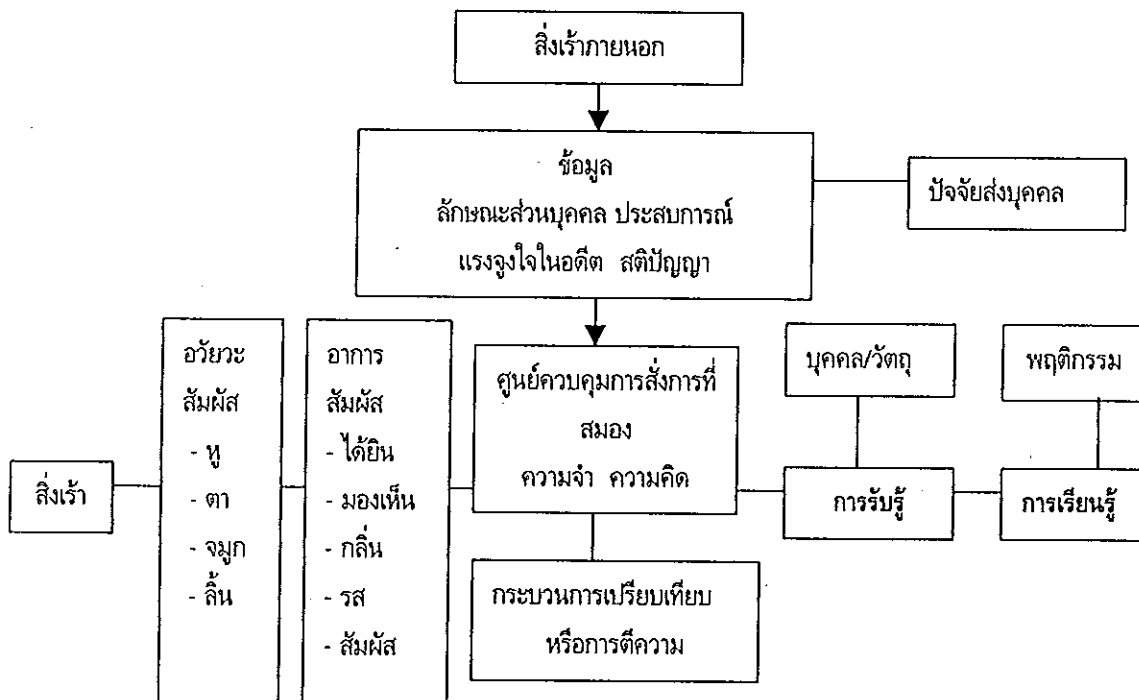 สิ่งเร้าภายนอก
ข้อมูล
ลักษณะส่วนบุคคล ประสบการณ์
แรงจูงใจในอดีต สติปัญญา
ปัจจัยส่งบุคคล
สิ่งเร้า
อวัยวะ
สัมผัส
- หู
- ตา
- จมูก
- ลิ้น
อาการ
สัมผัส
- ได้ยิน
- มองเห็น
- กลิ่น
- รส
- สัมผัส
ศูนย์ควบคุมการสั่งการที่
สมอง
ความจำ ความคิด
กระบวนการเปรียบเทียบ
หรือการตีความ
บุคคล/วัตถุ
การรับรู้
พฤติกรรม
การเรียนรู้